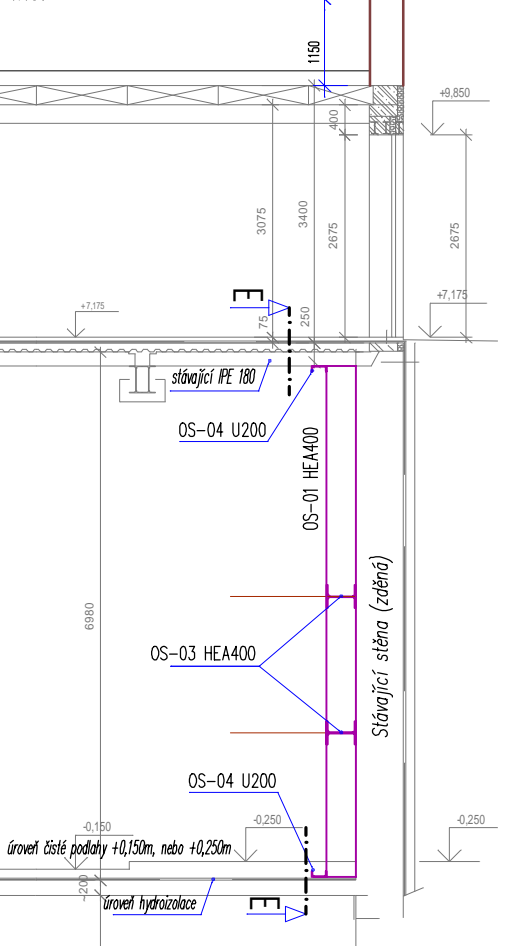 1150
+9,850
400
3075
3400
2675
2675
+7,175
+7,175
E
75
250
stávající IPE 180
OS-04 U200
OS-01 HEA400
Stávající stěna (zděná)
6980
OS-03 HEA400
OS-04 U200
-0,150
-0,250
-0,250
úroveň čisté podlahy +0,150m, nebo +0,250m
~200
úroveň hydroizolace
E